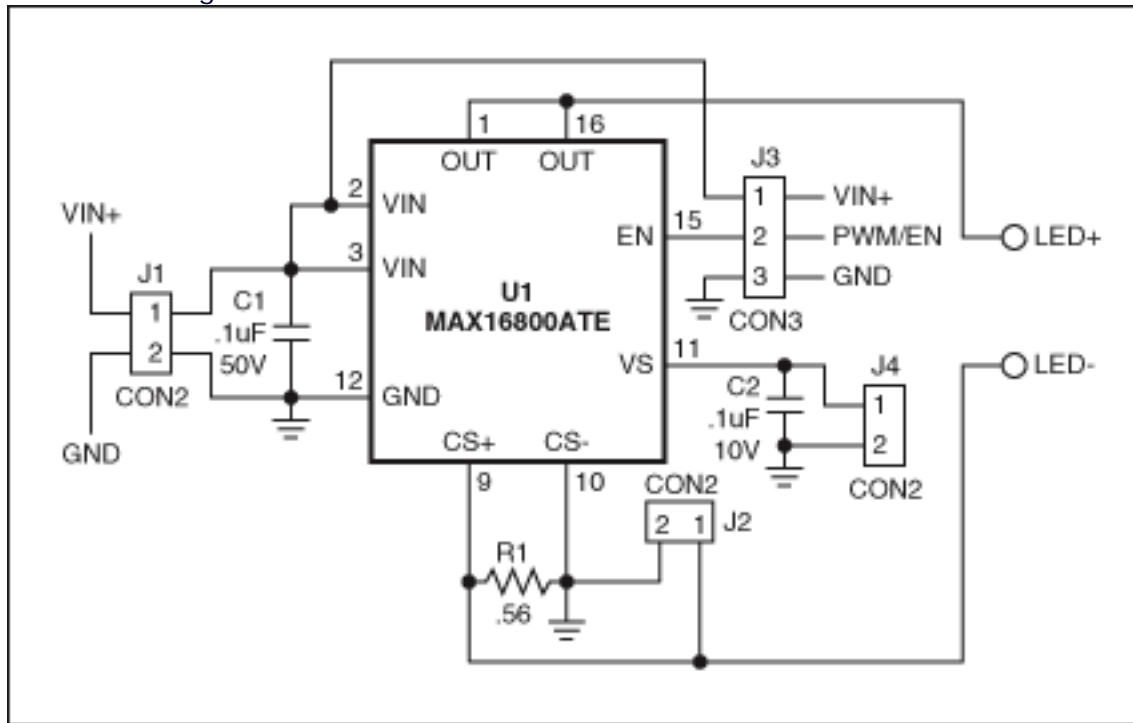 1
16
OUT
OUT
J3
2
VIN
1
VIN+
VIN+
15
EN
2
PWM/EN
LED+
3
VIN
3
GND
J1
U1
CON3
1
C1
MAX16800ATE
.1uF
2
50V
11
VS
J4
LED-
CON2
12
GND
C2
1
.1uF
GND
CS+
CS-
10V
2
9
10
CON2
CON2
2
1
J2
R1
.56